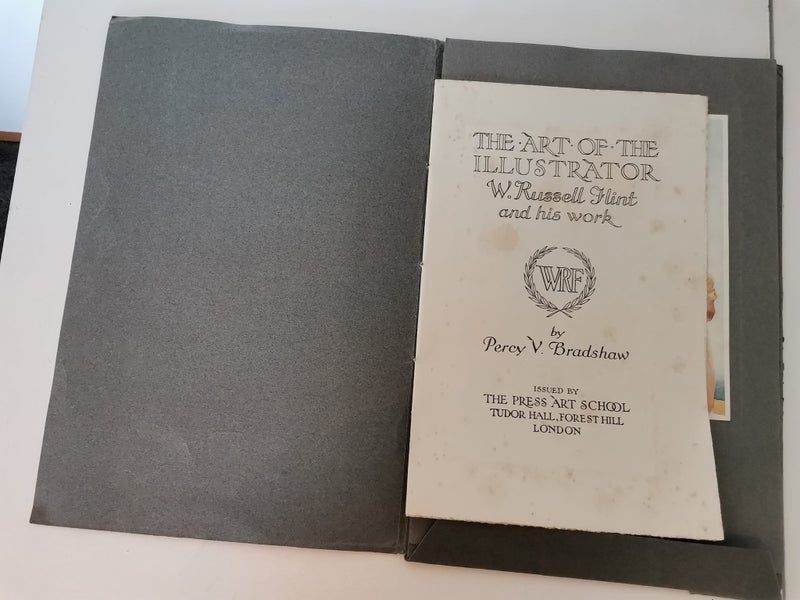 THE·ART·OF·THE
ILLUSTRATOR
W. Russell Flint
and his work
WRF
by
Percy V. Bradshaw
ISSUED BY
THE PRESS ART SCHOOL
TUDOR HALL, FOREST HILL
LONDON